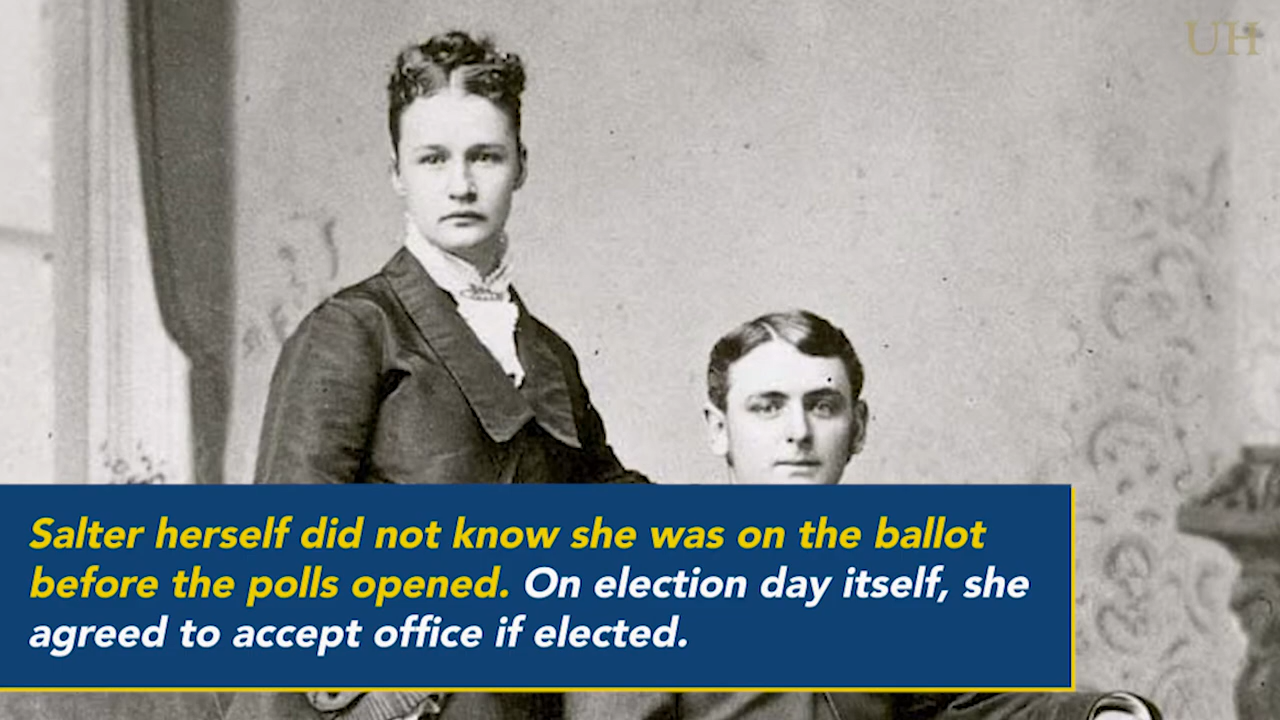 UH
Salter herself did not know she was on the ballot
before the polls opened. On election day itself, she
agreed to accept office if elected.